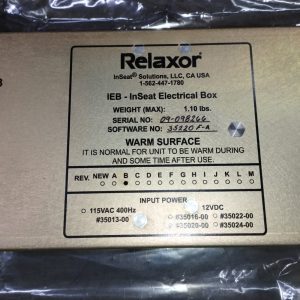 Relaxor®
InSeat® Solutions, LLC, CA USA
1-562-447-1780
IEB - InSeat Electrical Box
WEIGHT (MAX): 1.10 lbs.
SERIAL NO: 09-098266
SOFTWARE NO: 35220F-A
WARM SURFACE
IT IS NORMAL FOR UNIT TO BE WARM DURING
AND SOME TIME AFTER USE.
REV. NEW A B C D E F G H I J K L M
INPUT POWER
115VAC 400Hz 12VDC
#35013-00 #35016-00 #35022-00
#35020-00 #35024-00